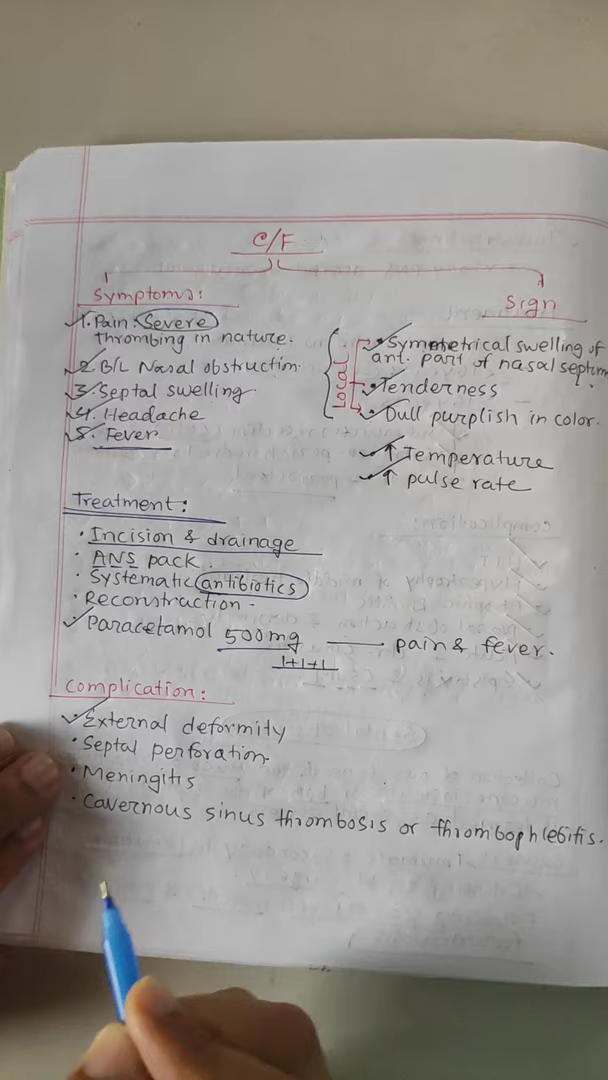 C/F
Symptoms:
1. Pain: Severe
thrombing in nature.
2. B/L Nasal obstruction.
3. Septal swelling.
4. Headache
5. Fever
Sign
Local
• Symmetrical swelling of
ant. part of nasal septum.
• Tenderness
• Dull purplish in color.
• ↑ Temperature
• ↑ pulse rate
Treatment:
• Incision & drainage
• ANS pack.
• Systematic antibiotics
• Reconstruction -
• Paracetamol 500mg —— pain & fever.
1+1+1
Complication:
• External deformity
• Septal perforation.
• Meningitis
• Cavernous sinus thrombosis or thrombophlebitis.